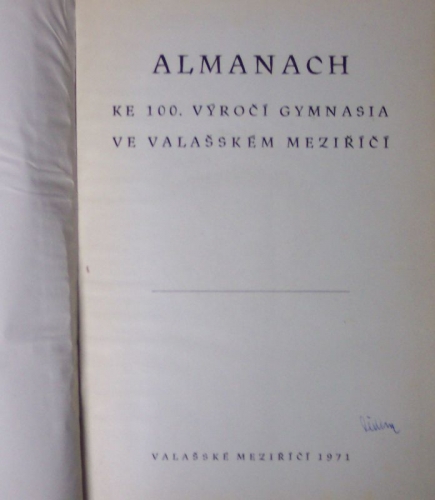 ALMANACH
KE 100. VÝROČÍ GYMNASIA
VE VALAŠSKÉM MEZIŘÍČÍ
VALAŠSKÉ MEZIŘÍČÍ 1971